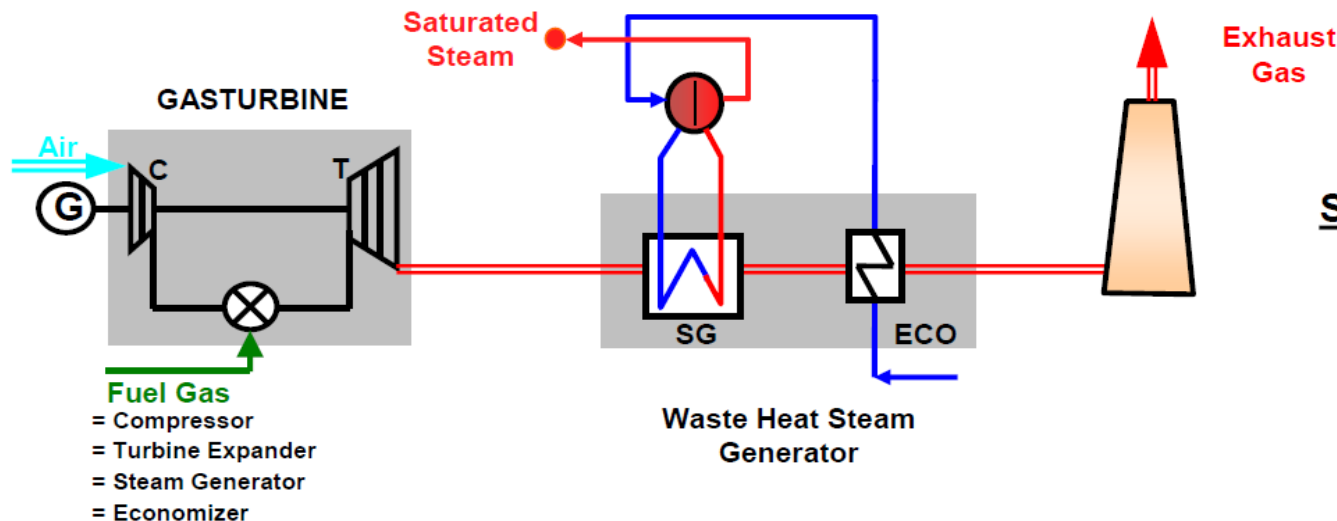 Saturated
Steam
Exhaust
Gas
GASTURBINE
Air
C
T
G
S
SG
ECO
Fuel Gas
= Compressor
= Turbine Expander
= Steam Generator
= Economizer
Waste Heat Steam
Generator